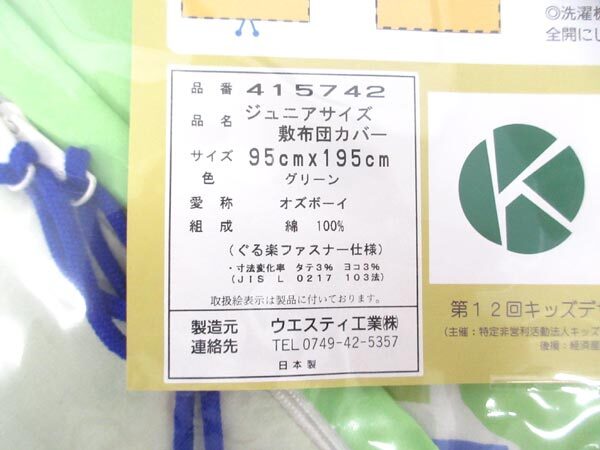 ◎洗濯機
全開にし
品番 415742
品名 ジュニアサイズ
敷布団カバー
サイズ 95cm×195cm
色 グリーン
愛称 オズボーイ
組成 綿 100%
(ぐる楽ファスナー仕様)
・寸法変化率 タテ3% ヨコ3%
(JIS L 0217 103法)
取扱絵表示は製品に付いております。
製造元 ウエスティ工業㈱
連絡先 TEL 0749-42-5357
日本製
K
第12回キッズデザ
(主催:特定非営利活動法人キッズ
後援:経済産